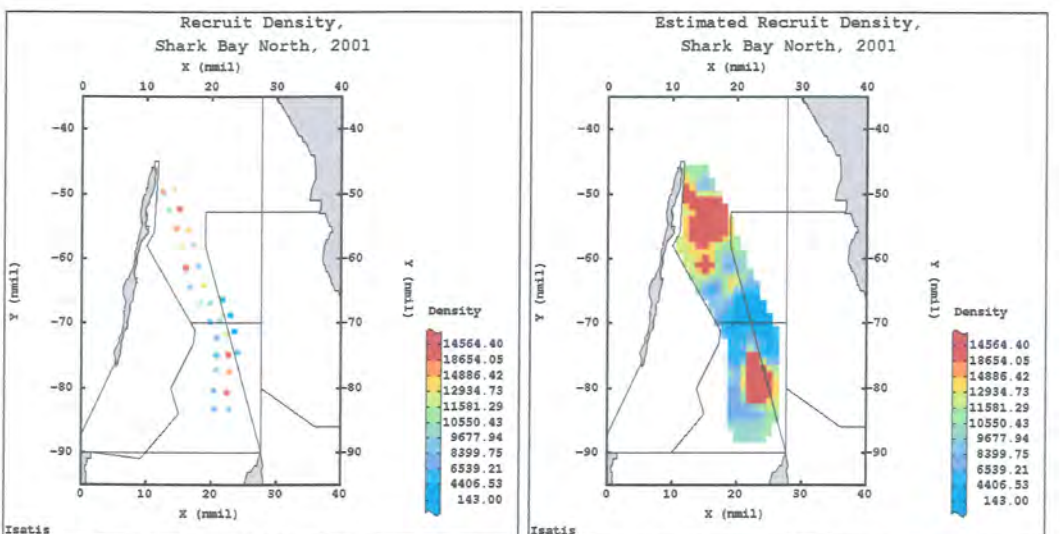 Recruit Density,
Shark Bay North, 2001
X (nmil)
0 10 20 30 40
-40 -40
-50 -50
-60 -60
-70 -70
-80 -80
-90 -90
Y (nmil)
Y (nmil)
0 10 20 30 40
X (nmil)
Density
14564.40
18654.05
14886.42
12934.73
11581.29
10550.43
9677.94
8399.75
6539.21
4406.53
143.00
Isatis
Estimated Recruit Density,
Shark Bay North, 2001
X (nmil)
0 10 20 30 40
-40 -40
-50 -50
-60 -60
-70 -70
-80 -80
-90 -90
Y (nmil)
Y (nmil)
0 10 20 30 40
X (nmil)
Density
14564.40
18654.05
14886.42
12934.73
11581.29
10550.43
9677.94
8399.75
6539.21
4406.53
143.00
Isatis